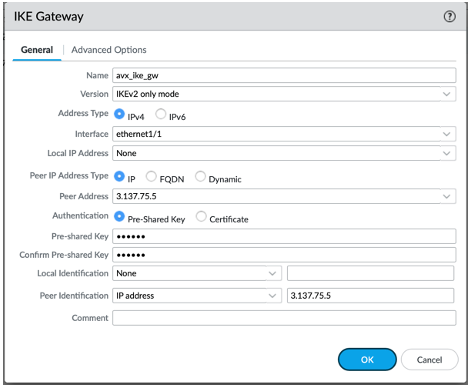 IKE Gateway
General Advanced Options
Name avx_ike_gw
Version IKEv2 only mode
Address Type IPv4 IPv6
Interface ethernet1/1
Local IP Address None
Peer IP Address Type IP FQDN Dynamic
Peer Address 3.137.75.5
Authentication Pre-Shared Key Certificate
Pre-shared Key ••••••
Confirm Pre-shared Key ••••••
Local Identification None
Peer Identification IP address 3.137.75.5
Comment
OK Cancel